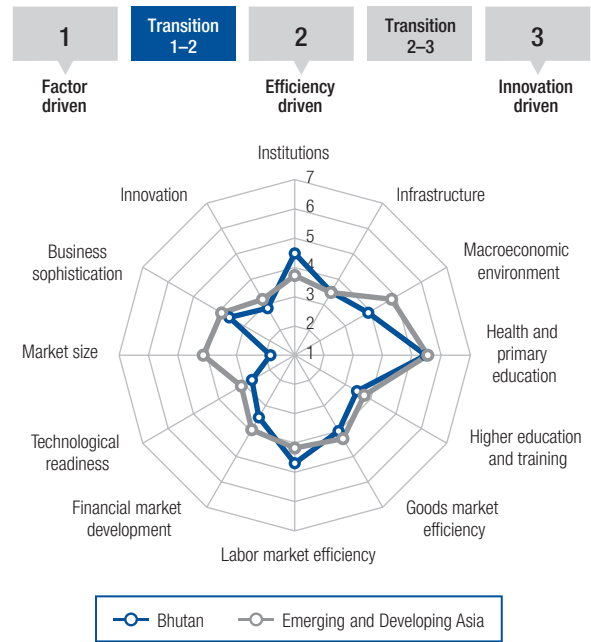 1
Transition
1–2
2
Transition
2–3
3
Factor
driven
Efficiency
driven
Innovation
driven
Institutions
7
Innovation
Infrastructure
6
Business
sophistication
5
Macroeconomic
environment
4
3
Market size
2
1
Health and
primary
education
Technological
readiness
Higher education
and training
Financial market
development
Goods market
efficiency
Labor market efficiency
Bhutan
Emerging and Developing Asia